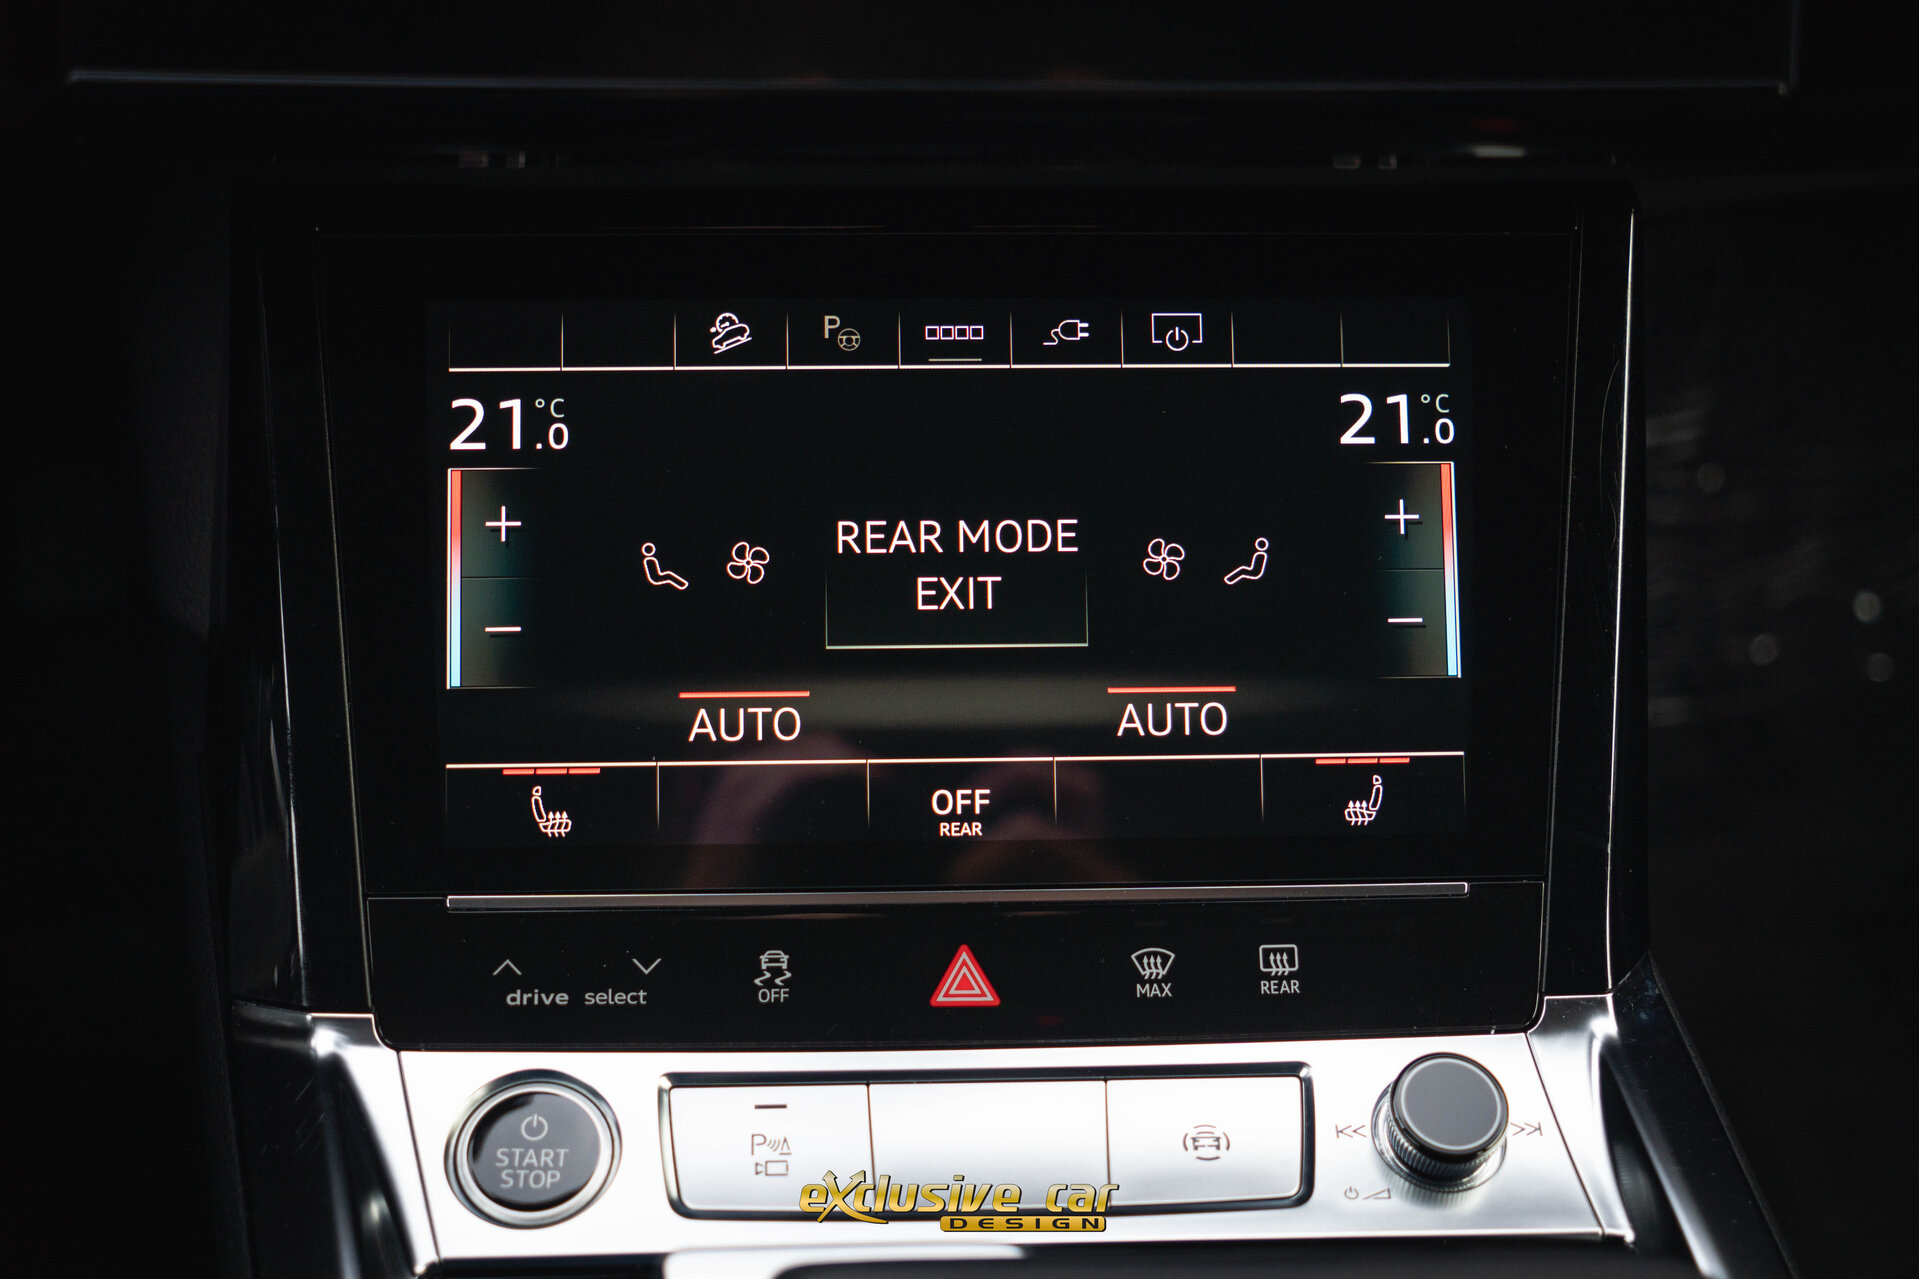 P
21.0 °C
21.0 °C
+
+
REAR MODE
EXIT
−
−
AUTO
AUTO
OFF
REAR
drive select
OFF
MAX
REAR
START
STOP
P
exclusive car
DESIGN